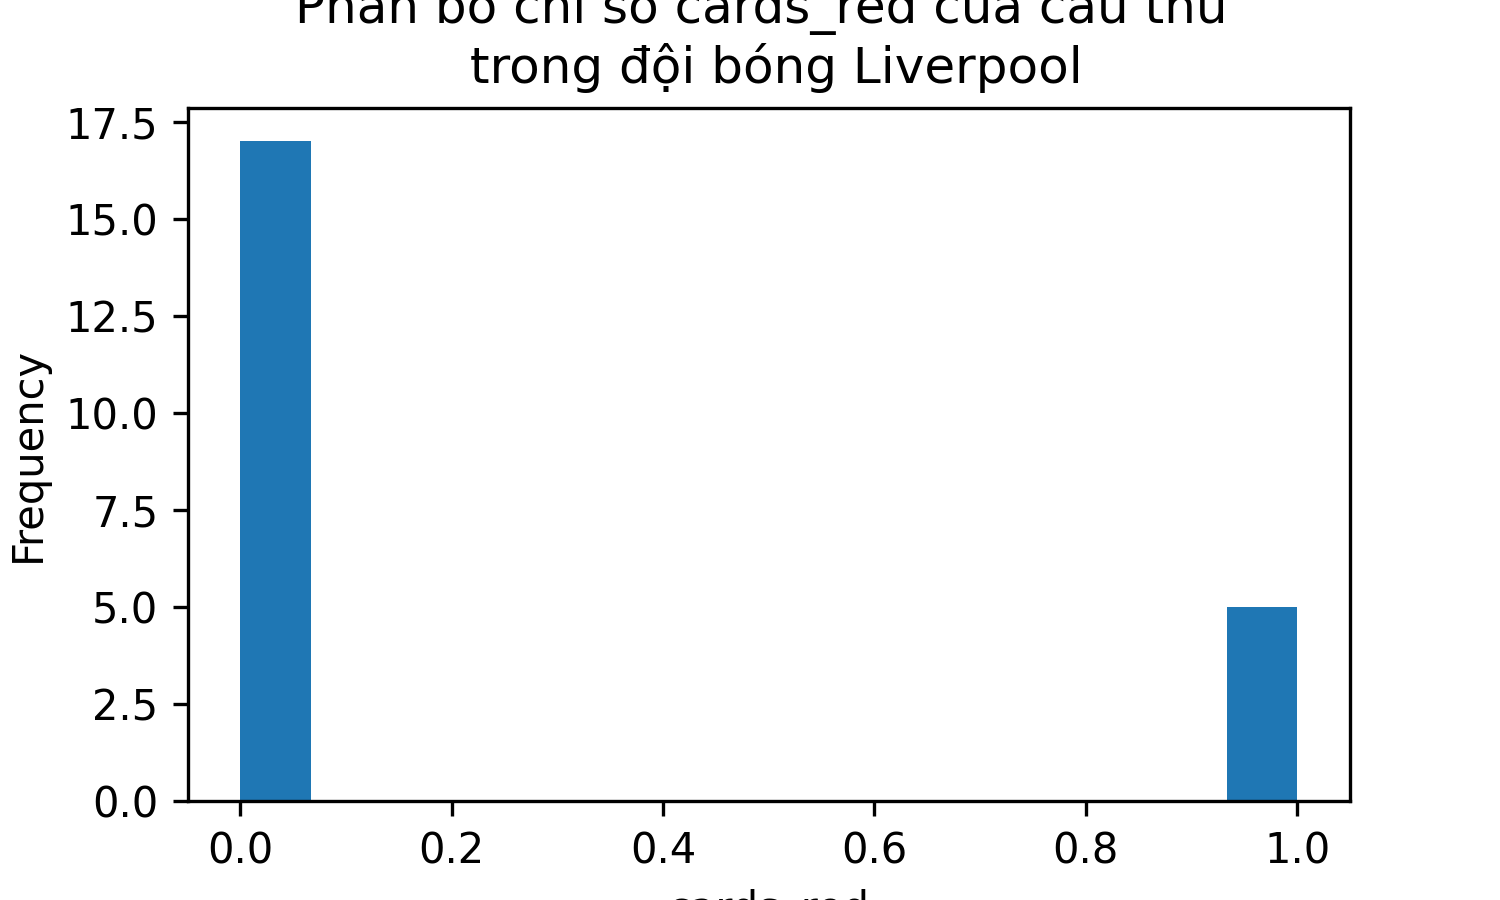 Phân bố chỉ số cards_red của cầu thủ
trong đội bóng Liverpool
17.5
15.0
12.5
10.0
7.5
5.0
2.5
0.0
Frequency
0.0 0.2 0.4 0.6 0.8 1.0
cards_red